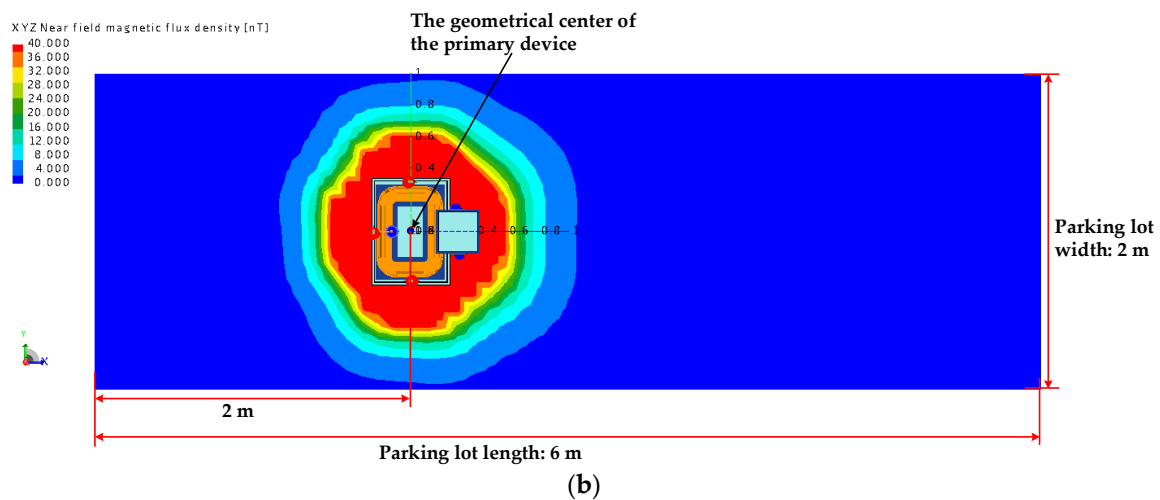 The geometrical center of
the primary device
XYZ Near field magnetic flux density [nT]
40.000
36.000
32.000
28.000
24.000
20.000
16.000
12.000
8.000
4.000
0.000
1
0.8
0.6
0.4
0.4 0.6 0.8 1
Parking lot
width: 2 m
Y
X
2 m
Parking lot length: 6 m
(b)